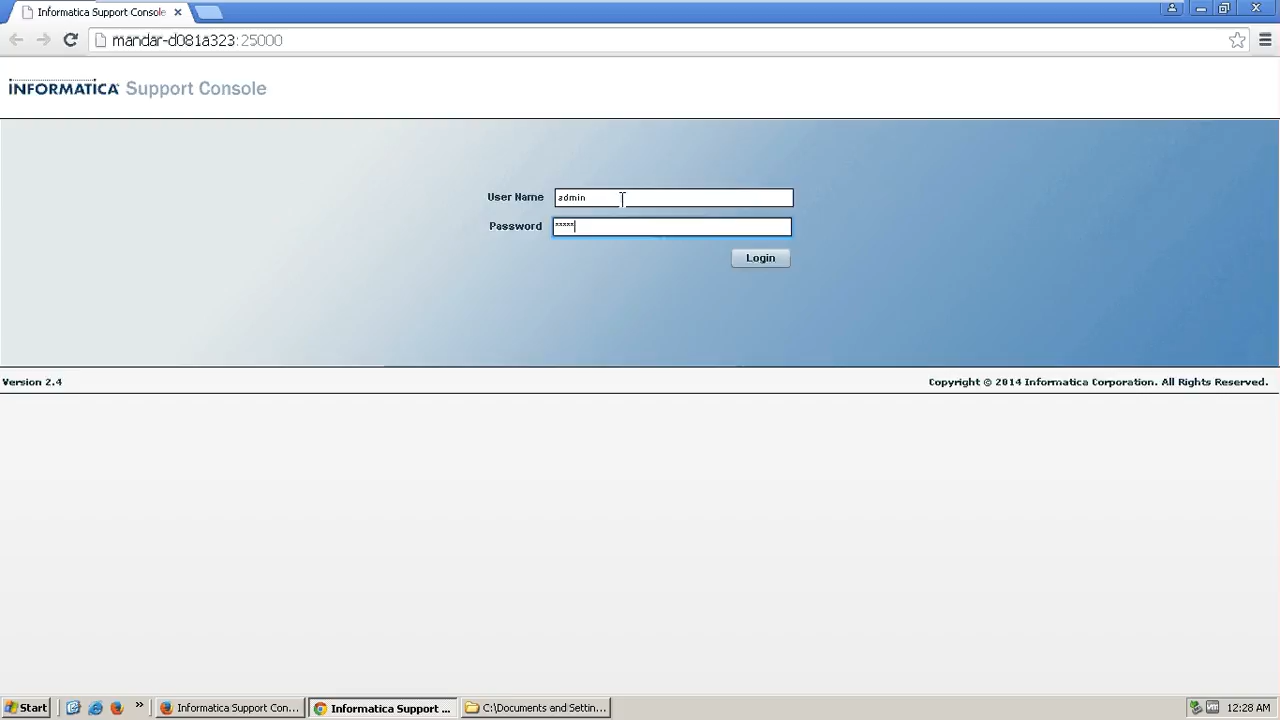 Informatica Support Console
mandar-d081a323:25000
INFORMATICA Support Console
User Name admin
Password *****
Login
Version 2.4
Copyright © 2014 Informatica Corporation. All Rights Reserved.
Start » Informatica Support Con... Informatica Support ... C:\Documents and Settin... 12:28 AM